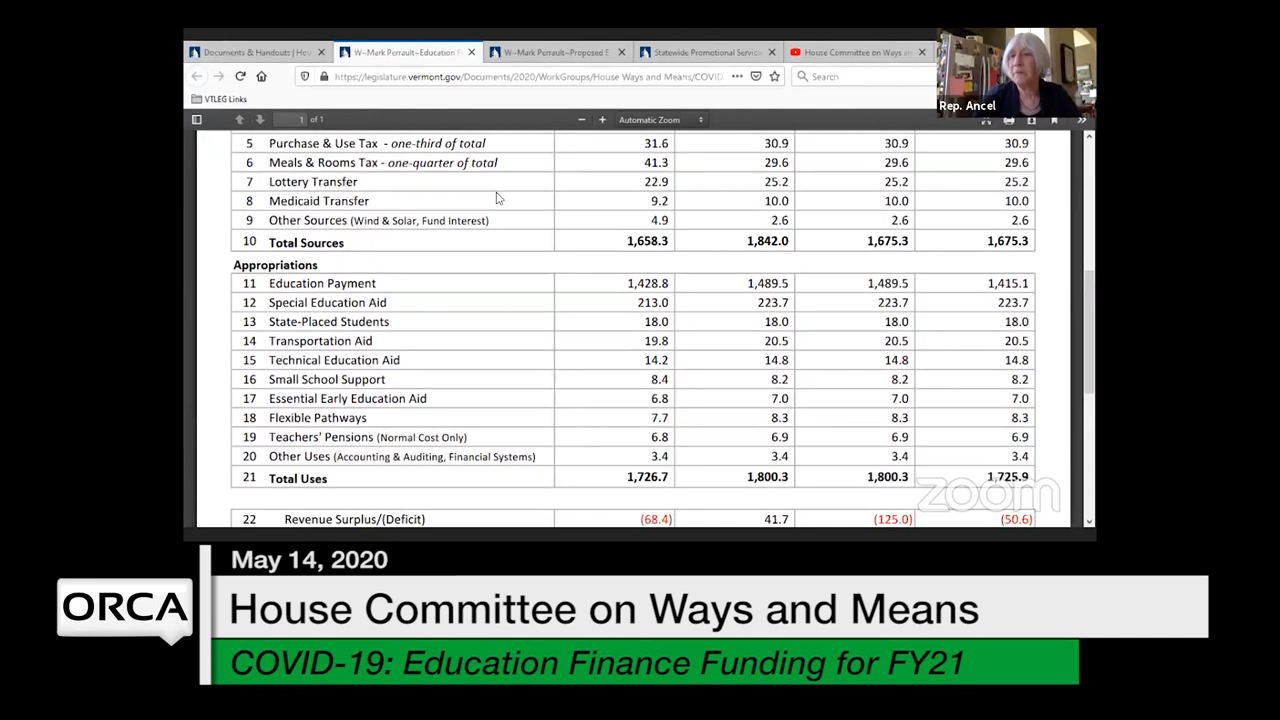 Documents & Handouts | Hou
W~Mark Perrault~Education F
W~Mark Perrault~Proposed E
Statewide Promotional Service
House Committee on Ways an
https://legislature.vermont.gov/Documents/2020/WorkGroups/House Ways and Means/COVID
Search
VTLEG Links
Rep. Ancel
1 of 1
Automatic Zoom
5 Purchase & Use Tax - one-third of total 31.6 30.9 30.9 30.9
6 Meals & Rooms Tax - one-quarter of total 41.3 29.6 29.6 29.6
7 Lottery Transfer 22.9 25.2 25.2 25.2
8 Medicaid Transfer 9.2 10.0 10.0 10.0
9 Other Sources (Wind & Solar, Fund Interest) 4.9 2.6 2.6 2.6
10 Total Sources 1,658.3 1,842.0 1,675.3 1,675.3
Appropriations
11 Education Payment 1,428.8 1,489.5 1,489.5 1,415.1
12 Special Education Aid 213.0 223.7 223.7 223.7
13 State-Placed Students 18.0 18.0 18.0 18.0
14 Transportation Aid 19.8 20.5 20.5 20.5
15 Technical Education Aid 14.2 14.8 14.8 14.8
16 Small School Support 8.4 8.2 8.2 8.2
17 Essential Early Education Aid 6.8 7.0 7.0 7.0
18 Flexible Pathways 7.7 8.3 8.3 8.3
19 Teachers' Pensions (Normal Cost Only) 6.8 6.9 6.9 6.9
20 Other Uses (Accounting & Auditing, Financial Systems) 3.4 3.4 3.4 3.4
21 Total Uses 1,726.7 1,800.3 1,800.3 1,725.9
zoom
22 Revenue Surplus/(Deficit) (68.4) 41.7 (125.0) (50.6)
May 14, 2020
ORCA
House Committee on Ways and Means
COVID-19: Education Finance Funding for FY21